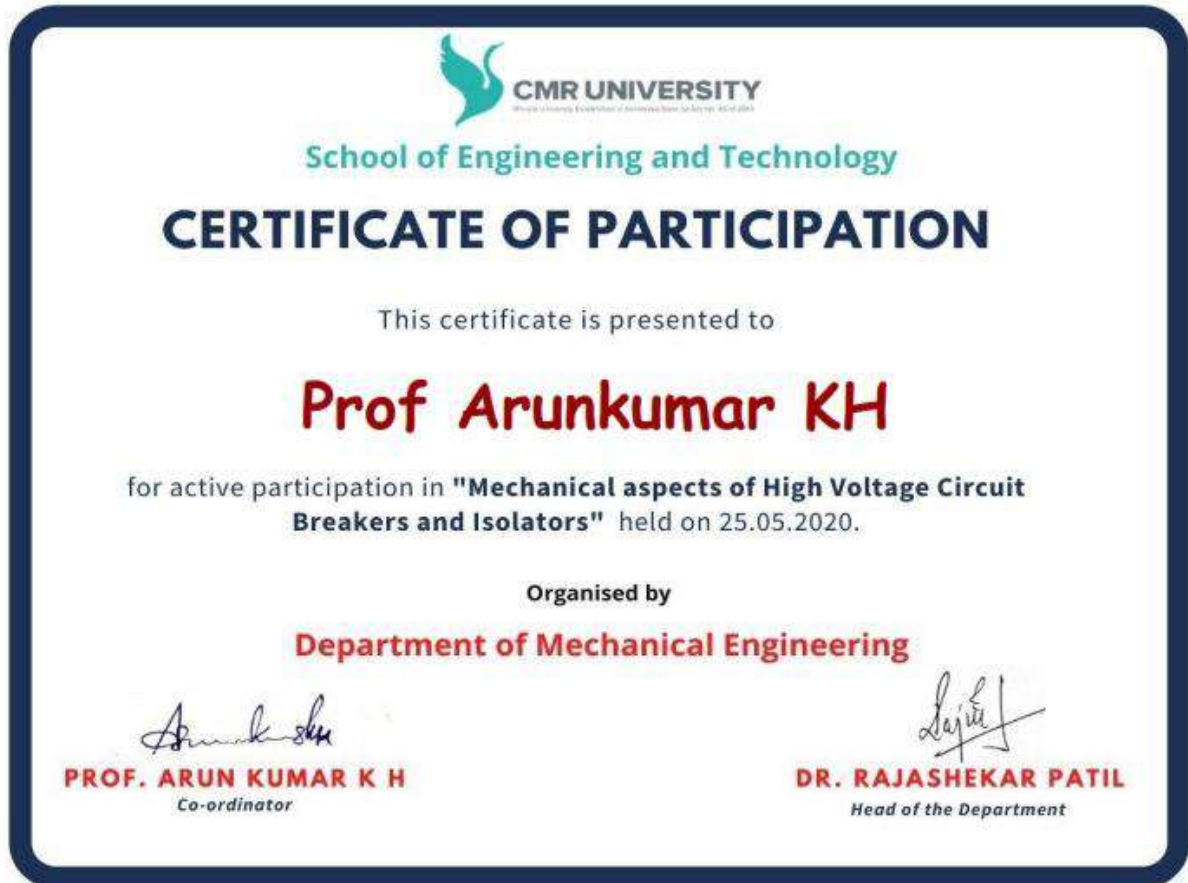 CMR UNIVERSITY
School of Engineering and Technology
CERTIFICATE OF PARTICIPATION
This certificate is presented to
Prof Arunkumar KH
for active participation in "Mechanical aspects of High Voltage Circuit
Breakers and Isolators" held on 25.05.2020.
Organised by
Department of Mechanical Engineering
PROF. ARUN KUMAR K H
Co-ordinator
DR. RAJASHEKAR PATIL
Head of the Department